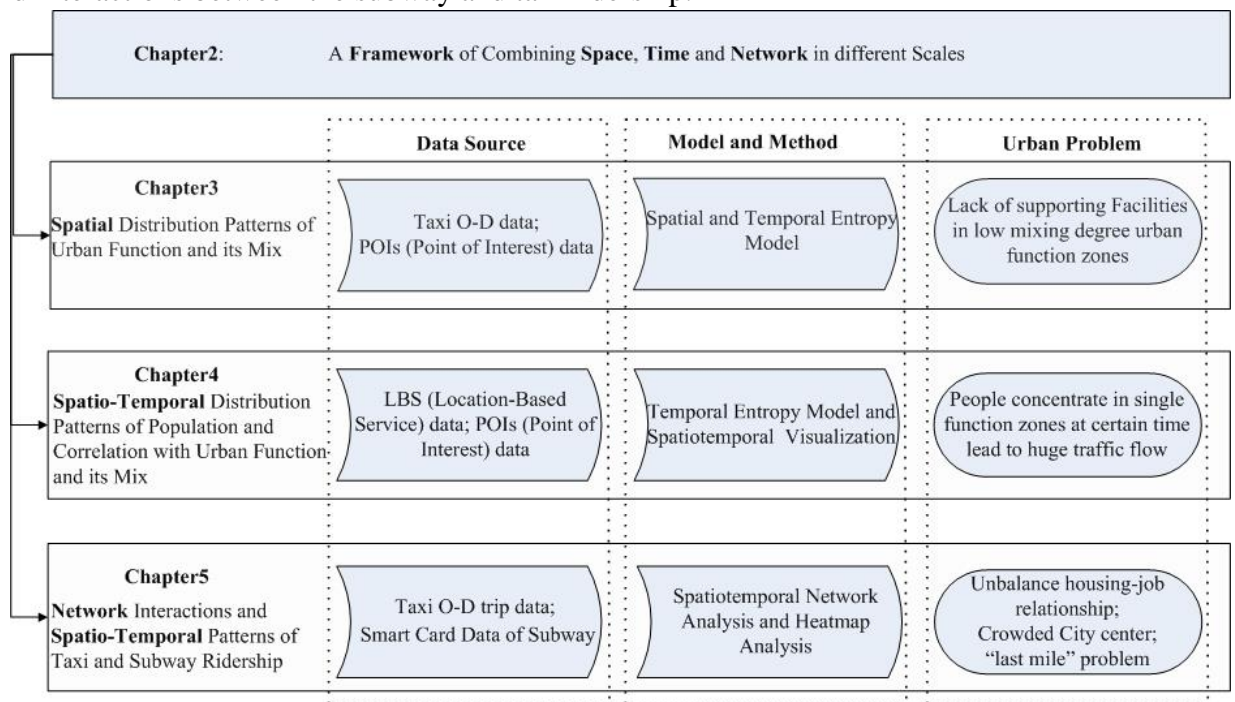 Chapter2: A Framework of Combining Space, Time and Network in different Scales
Data Source
Model and Method
Urban Problem
Chapter3
Spatial Distribution Patterns of
Urban Function and its Mix
Taxi O-D data;
POIs (Point of Interest) data
Spatial and Temporal Entropy
Model
Lack of supporting Facilities
in low mixing degree urban
function zones
Chapter4
Spatio-Temporal Distribution
Patterns of Population and
Correlation with Urban Function
and its Mix
LBS (Location-Based
Service) data; POIs (Point of
Interest) data
Temporal Entropy Model and
Spatiotemporal Visualization
People concentrate in single
function zones at certain time
lead to huge traffic flow
Chapter5
Network Interactions and
Spatio-Temporal Patterns of
Taxi and Subway Ridership
Taxi O-D trip data;
Smart Card Data of Subway
Spatiotemporal Network
Analysis and Heatmap
Analysis
Unbalance housing-job
relationship;
Crowded City center;
“last mile” problem